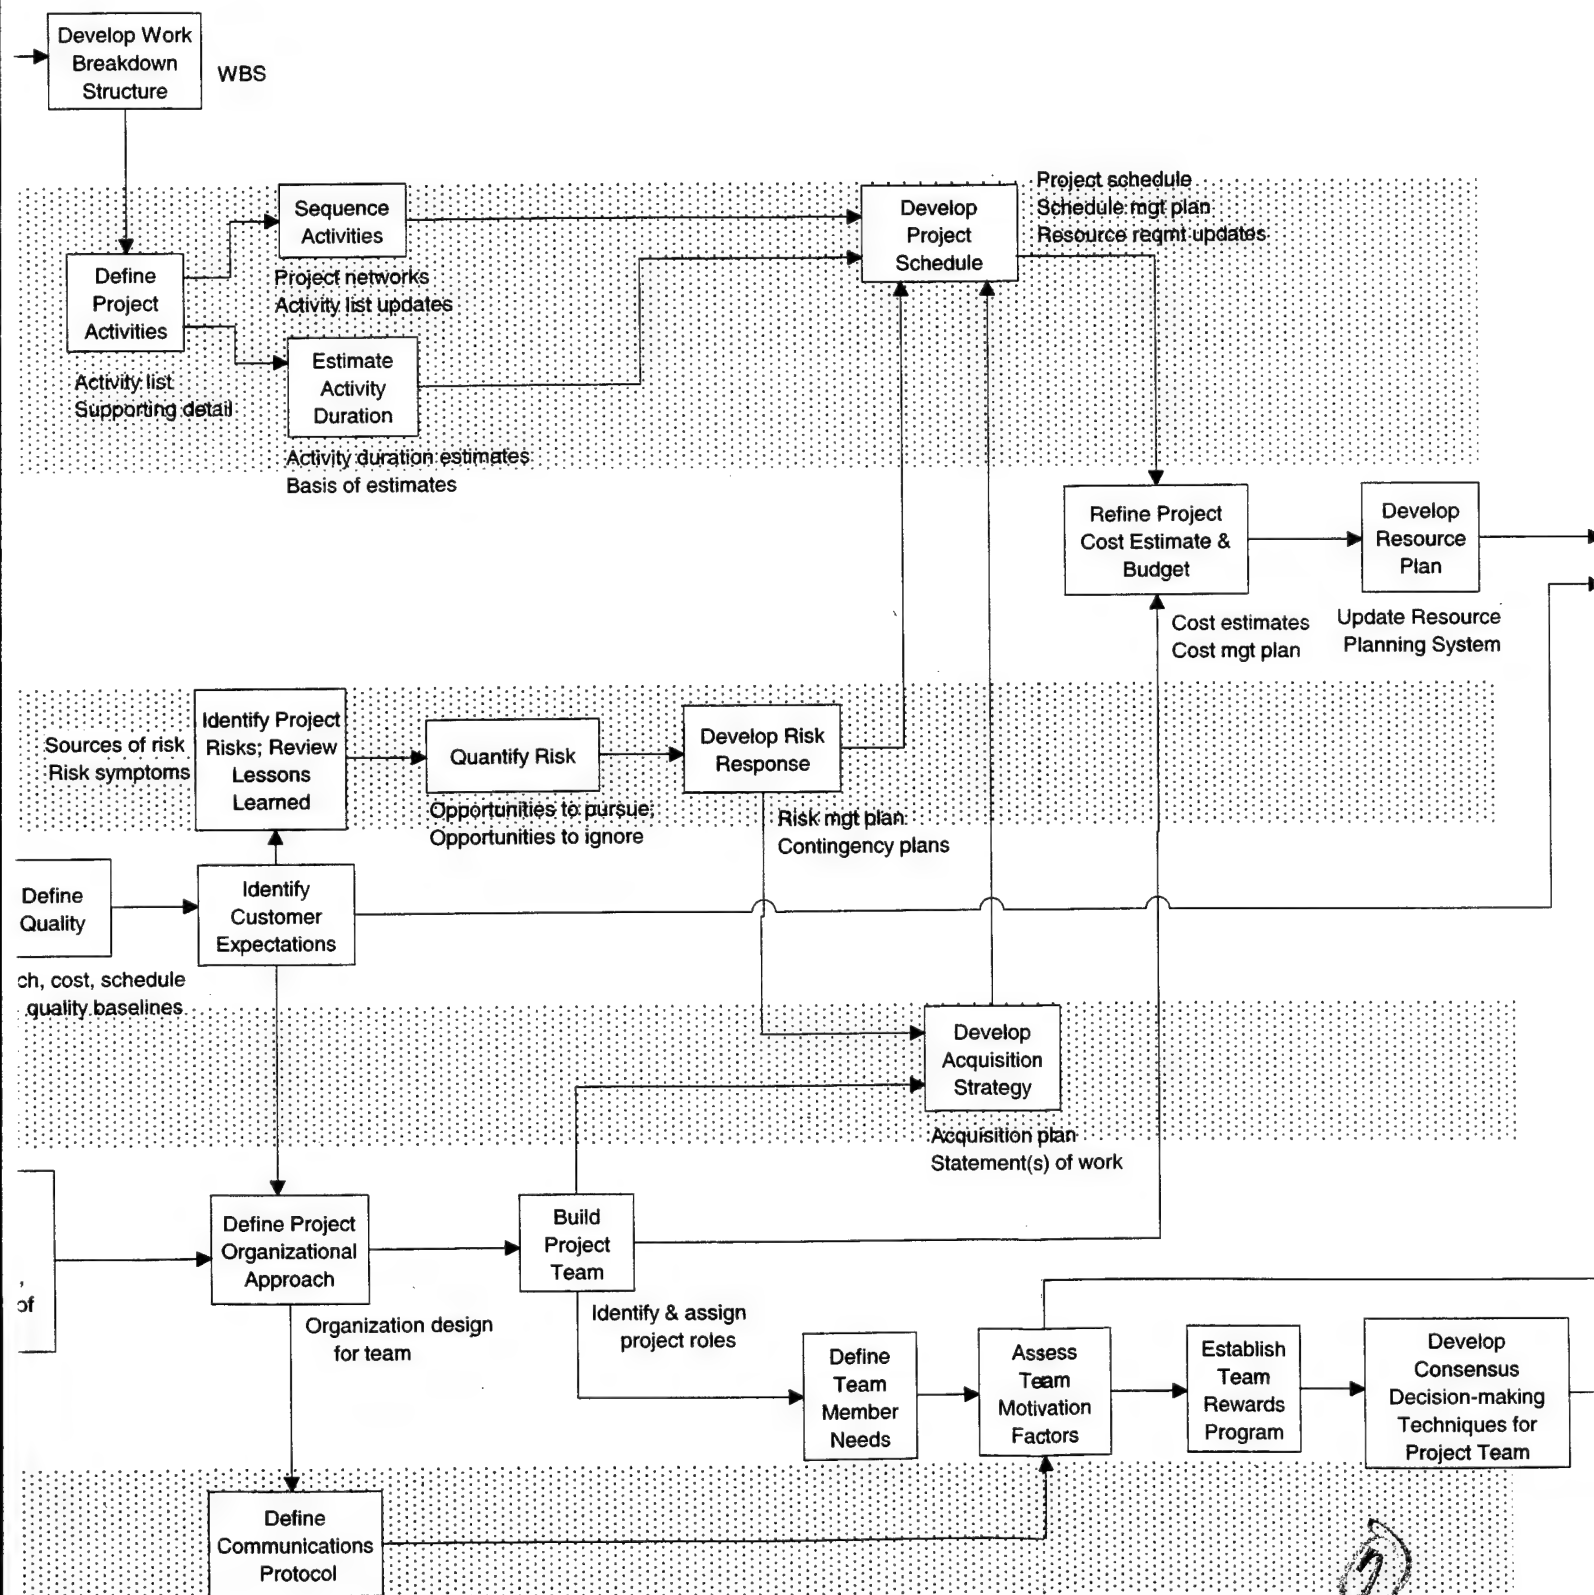 Develop Work
Breakdown
Structure
WBS
Sequence
Activities
Project networks
Activity list updates
Develop
Project
Schedule
Project schedule
Schedule mgt plan
Resource reqmt updates
Define
Project
Activities
Activity list
Supporting detail
Estimate
Activity
Duration
Activity duration estimates
Basis of estimates
Refine Project
Cost Estimate &
Budget
Cost estimates
Cost mgt plan
Develop
Resource
Plan
Update Resource
Planning System
Sources of risk
Risk symptoms
Identify Project
Risks; Review
Lessons
Learned
Quantify Risk
Opportunities to pursue;
Opportunities to ignore
Develop Risk
Response
Risk mgt plan
Contingency plans
Define
Quality
ch, cost, schedule
quality baselines
Identify
Customer
Expectations
Develop
Acquisition
Strategy
Acquisition plan
Statement(s) of work
,
of
Define Project
Organizational
Approach
Organization design
for team
Build
Project
Team
Identify & assign
project roles
Define
Team
Member
Needs
Assess
Team
Motivation
Factors
Establish
Team
Rewards
Program
Develop
Consensus
Decision-making
Techniques for
Project Team
Define
Communications
Protocol